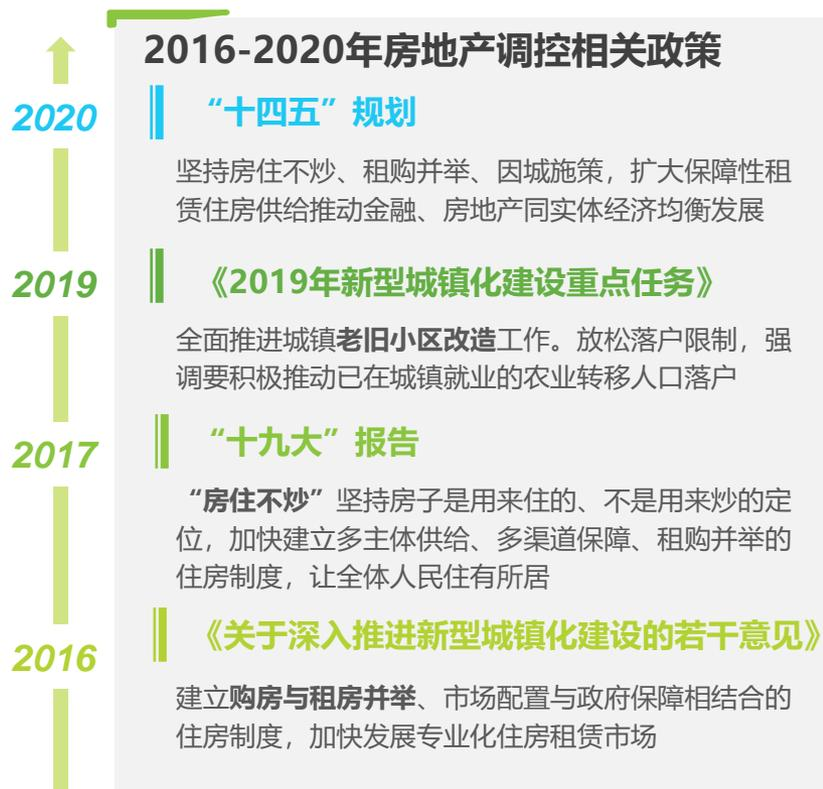 2016-2020年房地产调控相关政策
2020
“十四五”规划
坚持房住不炒、租购并举、因城施策，扩大保障性租
赁住房供给推动金融、房地产同实体经济均衡发展
2019
《2019年新型城镇化建设重点任务》
全面推进城镇老旧小区改造工作。放松落户限制，强
调要积极推动已在城镇就业的农业转移人口落户
2017
“十九大”报告
“房住不炒”坚持房子是用来住的、不是用来炒的定
位，加快建立多主体供给、多渠道保障、租购并举的
住房制度，让全体人民住有所居
2016
《关于深入推进新型城镇化建设的若干意见》
建立购房与租房并举、市场配置与政府保障相结合的
住房制度，加快发展专业化住房租赁市场